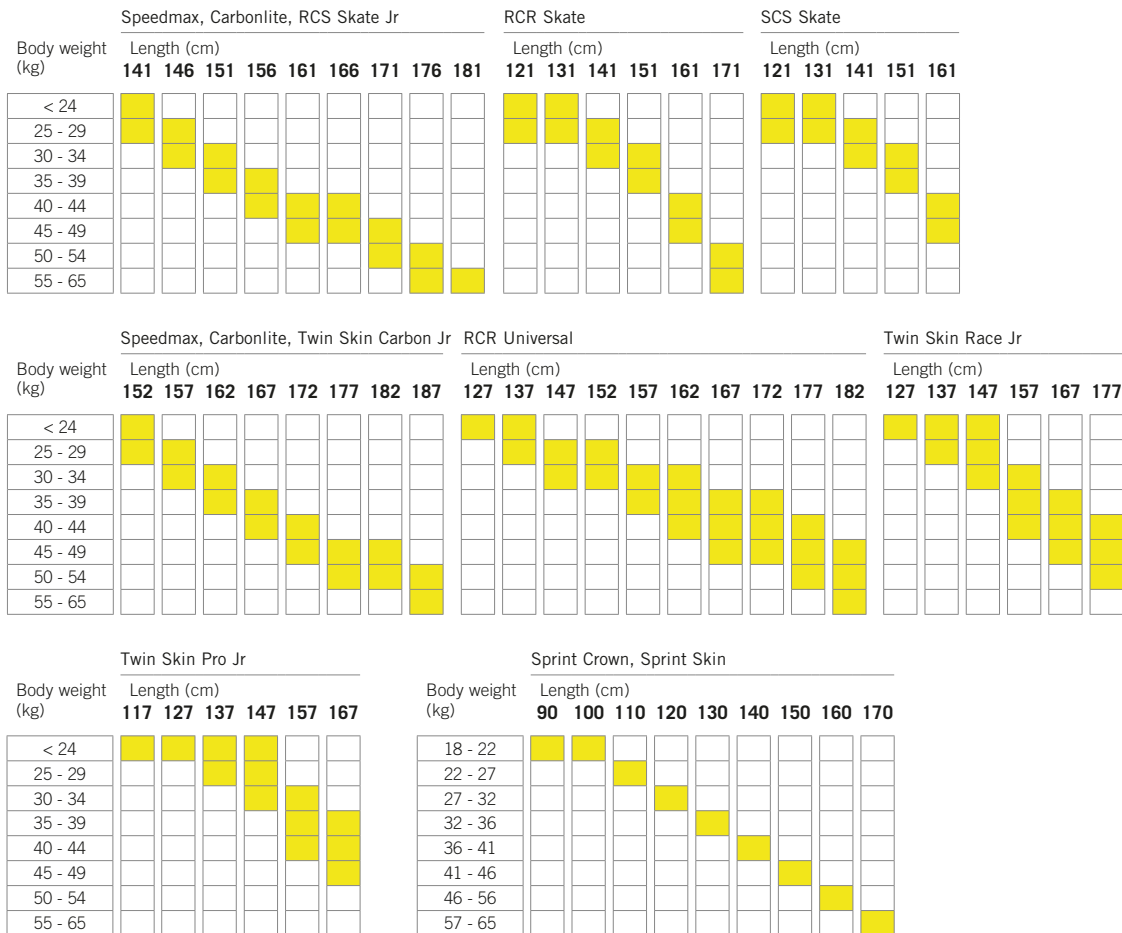 Speedmax, Carbonlite, RCS Skate Jr RCR Skate SCS Skate
Body weight Length (cm) Length (cm) Length (cm)
(kg) 141 146 151 156 161 166 171 176 181 121 131 141 151 161 171 121 131 141 151 161
< 24
25 - 29
30 - 34
35 - 39
40 - 44
45 - 49
50 - 54
55 - 65
Speedmax, Carbonlite, Twin Skin Carbon Jr RCR Universal Twin Skin Race Jr
Body weight Length (cm) Length (cm) Length (cm)
(kg) 152 157 162 167 172 177 182 187 127 137 147 152 157 162 167 172 177 182 127 137 147 157 167 177
< 24
25 - 29
30 - 34
35 - 39
40 - 44
45 - 49
50 - 54
55 - 65
Twin Skin Pro Jr Sprint Crown, Sprint Skin
Body weight Length (cm) Body weight Length (cm)
(kg) 117 127 137 147 157 167 (kg) 90 100 110 120 130 140 150 160 170
< 24 18 - 22
25 - 29 22 - 27
30 - 34 27 - 32
35 - 39 32 - 36
40 - 44 36 - 41
45 - 49 41 - 46
50 - 54 46 - 56
55 - 65 57 - 65